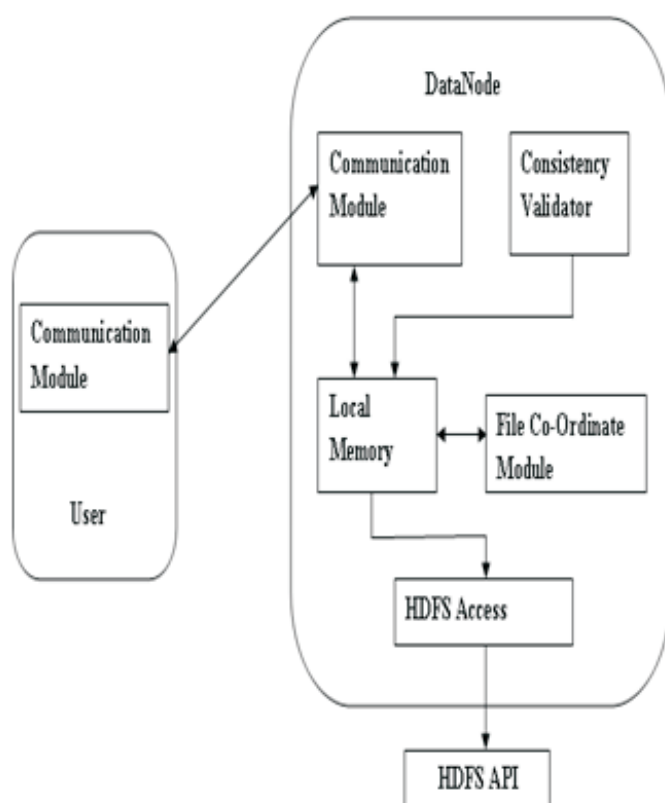 DataNode
Communication
Module
Consistency
Validator
Communication
Module
User
Local
Memory
File Co-Ordinate
Module
HDFS Access
HDFS API